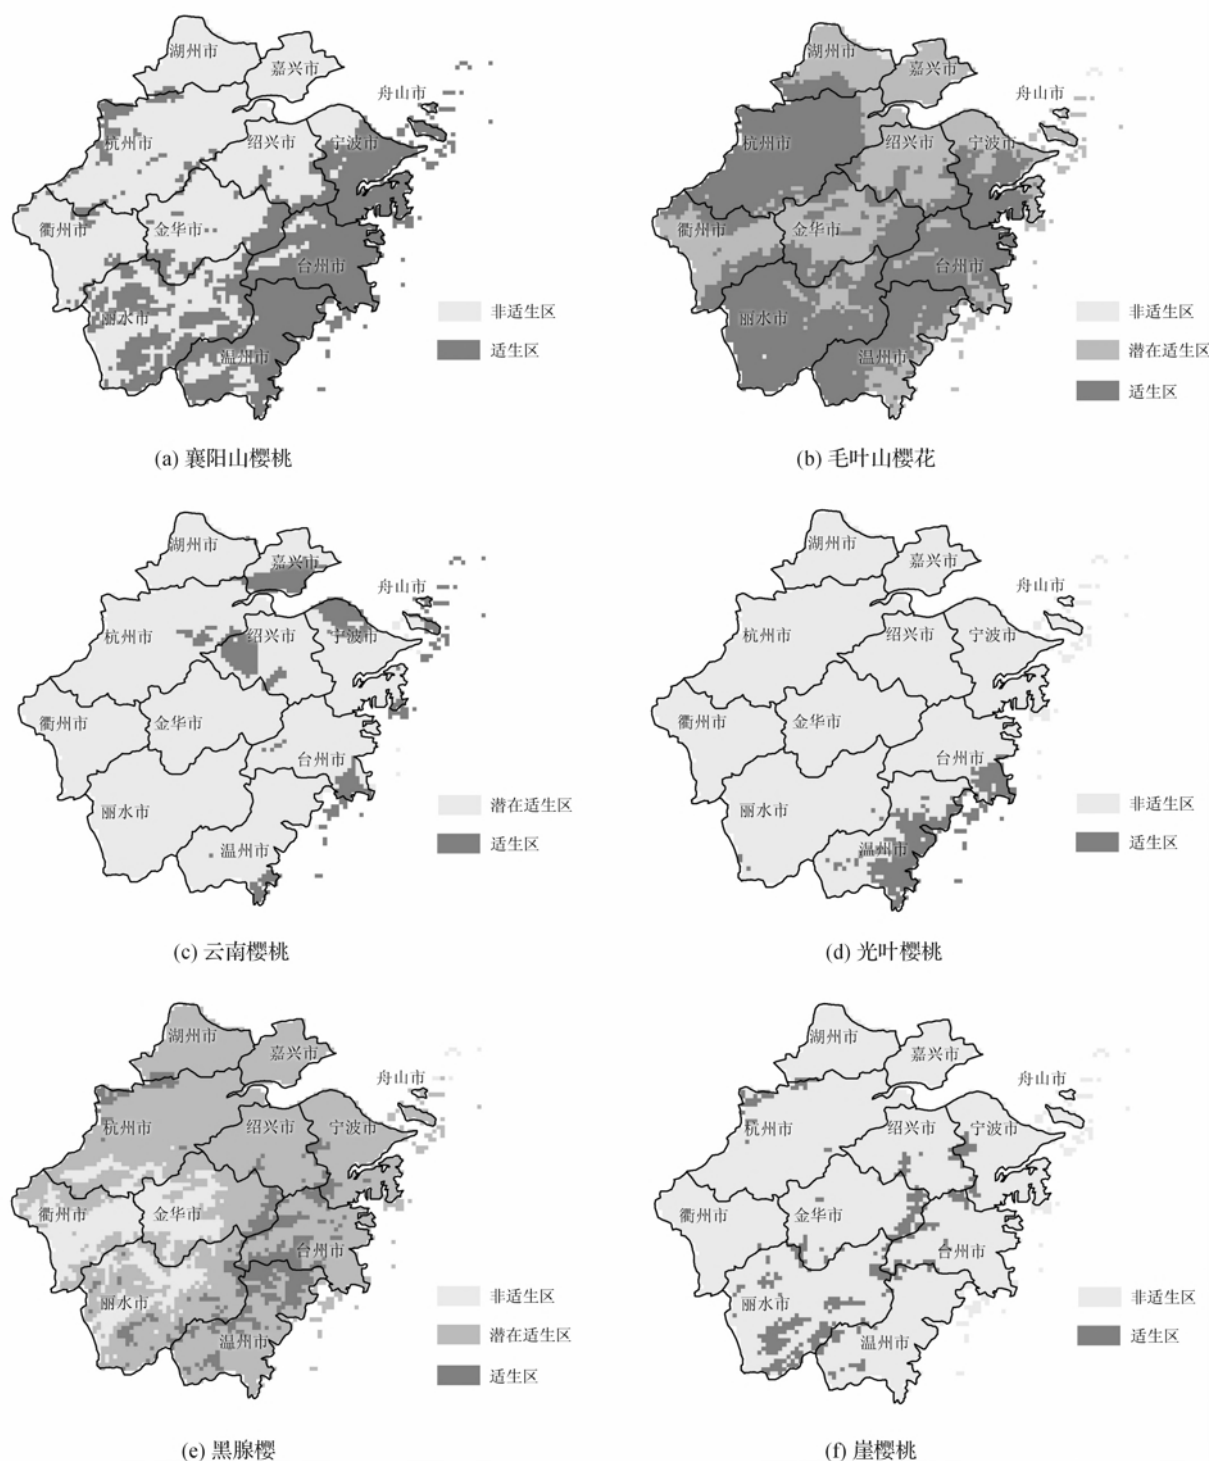 湖州市
嘉兴市
舟山市
杭州市
绍兴市
宁波市
衢州市
金华市
台州市
丽水市
温州市
非适生区
适生区
(a) 襄阳山樱桃
湖州市
嘉兴市
舟山市
杭州市
绍兴市
宁波市
衢州市
金华市
台州市
丽水市
温州市
非适生区
潜在适生区
适生区
(b) 毛叶山樱花
湖州市
嘉兴市
舟山市
杭州市
绍兴市
宁波市
衢州市
金华市
台州市
丽水市
温州市
潜在适生区
适生区
(c) 云南樱桃
湖州市
嘉兴市
舟山市
杭州市
绍兴市
宁波市
衢州市
金华市
台州市
丽水市
温州市
非适生区
适生区
(d) 光叶樱桃
湖州市
嘉兴市
舟山市
杭州市
绍兴市
宁波市
衢州市
金华市
台州市
丽水市
温州市
非适生区
潜在适生区
适生区
(e) 黑腺樱
湖州市
嘉兴市
舟山市
杭州市
绍兴市
宁波市
衢州市
金华市
台州市
丽水市
温州市
非适生区
适生区
(f) 崖樱桃